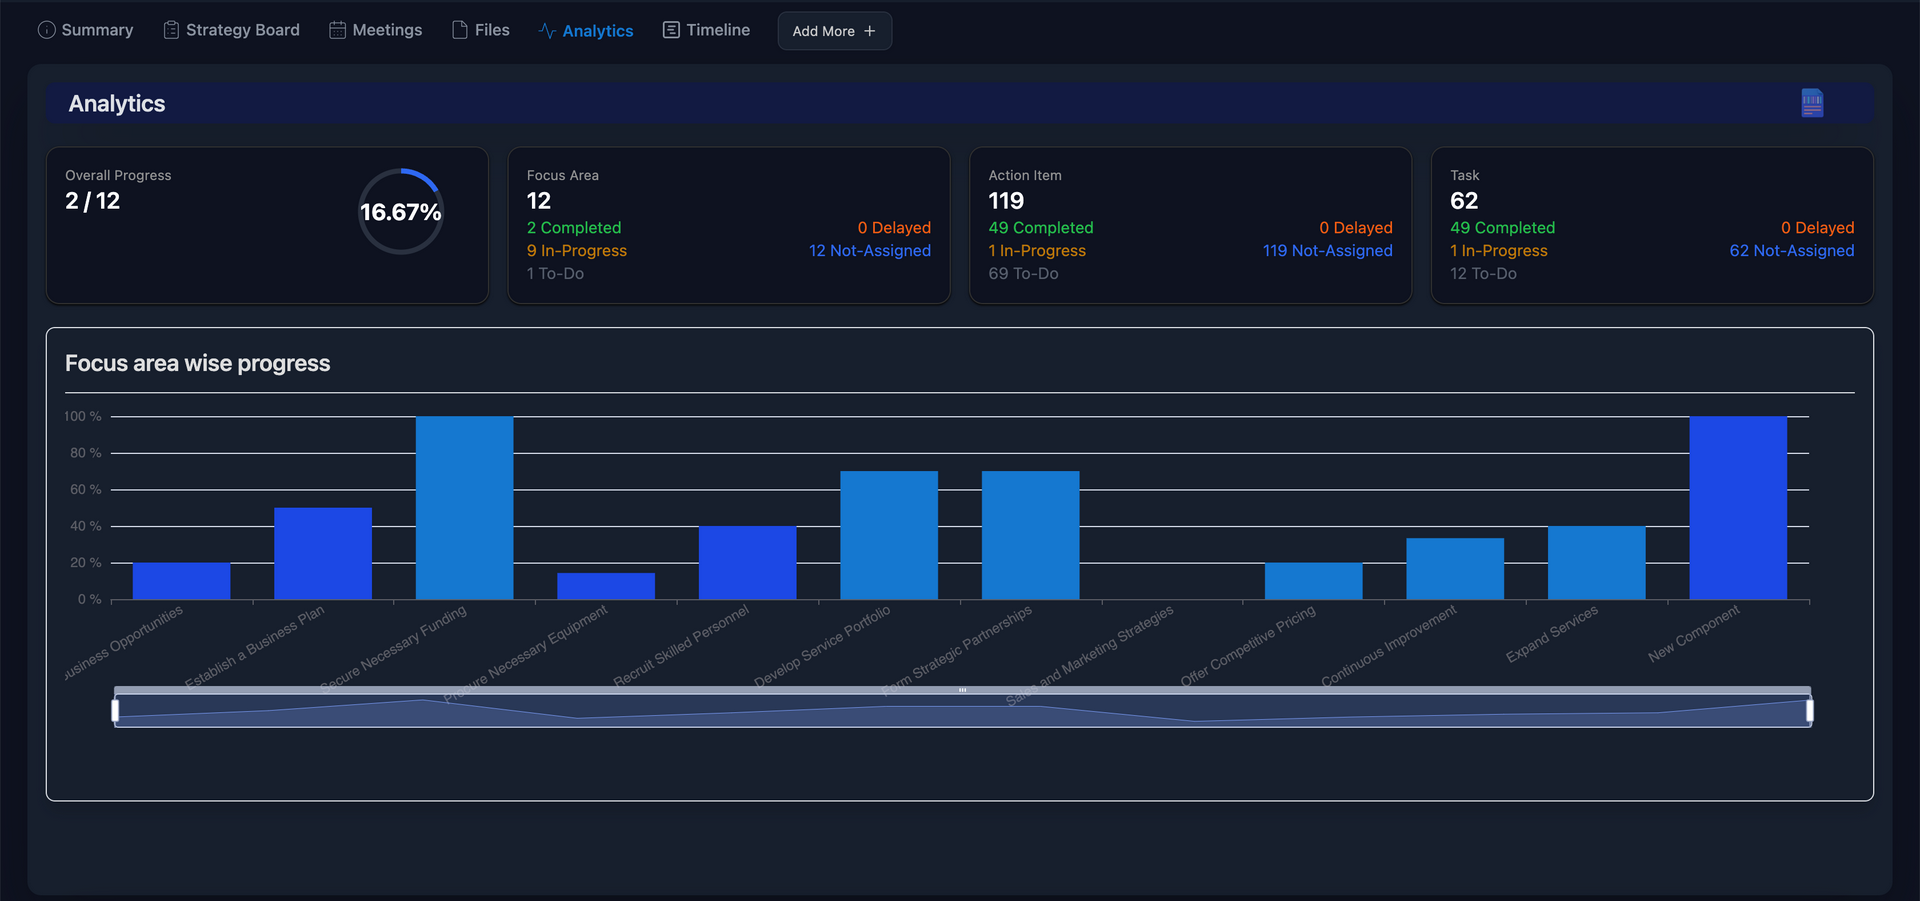 Summary Strategy Board Meetings Files Analytics Timeline Add More +
Analytics
Overall Progress
2 / 12
16.67%
Focus Area
12
2 Completed 0 Delayed
9 In-Progress 12 Not-Assigned
1 To-Do
Action Item
119
49 Completed 0 Delayed
1 In-Progress 119 Not-Assigned
69 To-Do
Task
62
49 Completed 0 Delayed
1 In-Progress 62 Not-Assigned
12 To-Do
Focus area wise progress
100 %
80 %
60 %
40 %
20 %
0 %
usiness Opportunities
Establish a Business Plan
Secure Necessary Funding
Procure Necessary Equipment
Recruit Skilled Personnel
Develop Service Portfolio
Form Strategic Partnerships
Sales and Marketing Strategies
Offer Competitive Pricing
Continuous Improvement
Expand Services
New Component